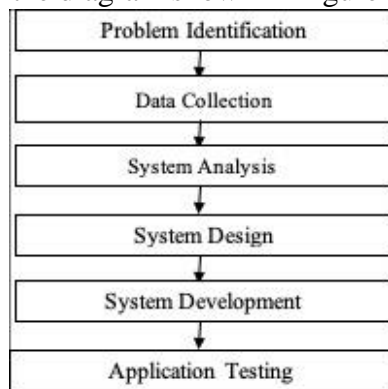 Problem Identification
Data Collection
System Analysis
System Design
System Development
Application Testing